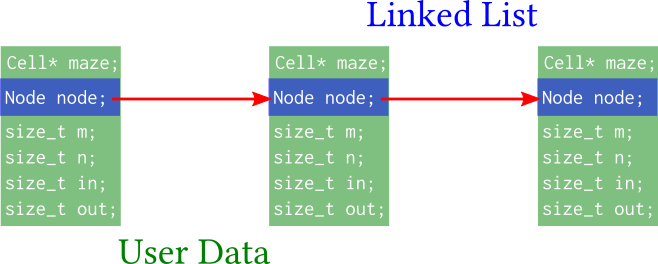 Linked List
Cell* maze;
Node node;
size_t m;
size_t n;
size_t in;
size_t out;
Cell* maze;
Node node;
size_t m;
size_t n;
size_t in;
size_t out;
Cell* maze;
Node node;
size_t m;
size_t n;
size_t in;
size_t out;
User Data